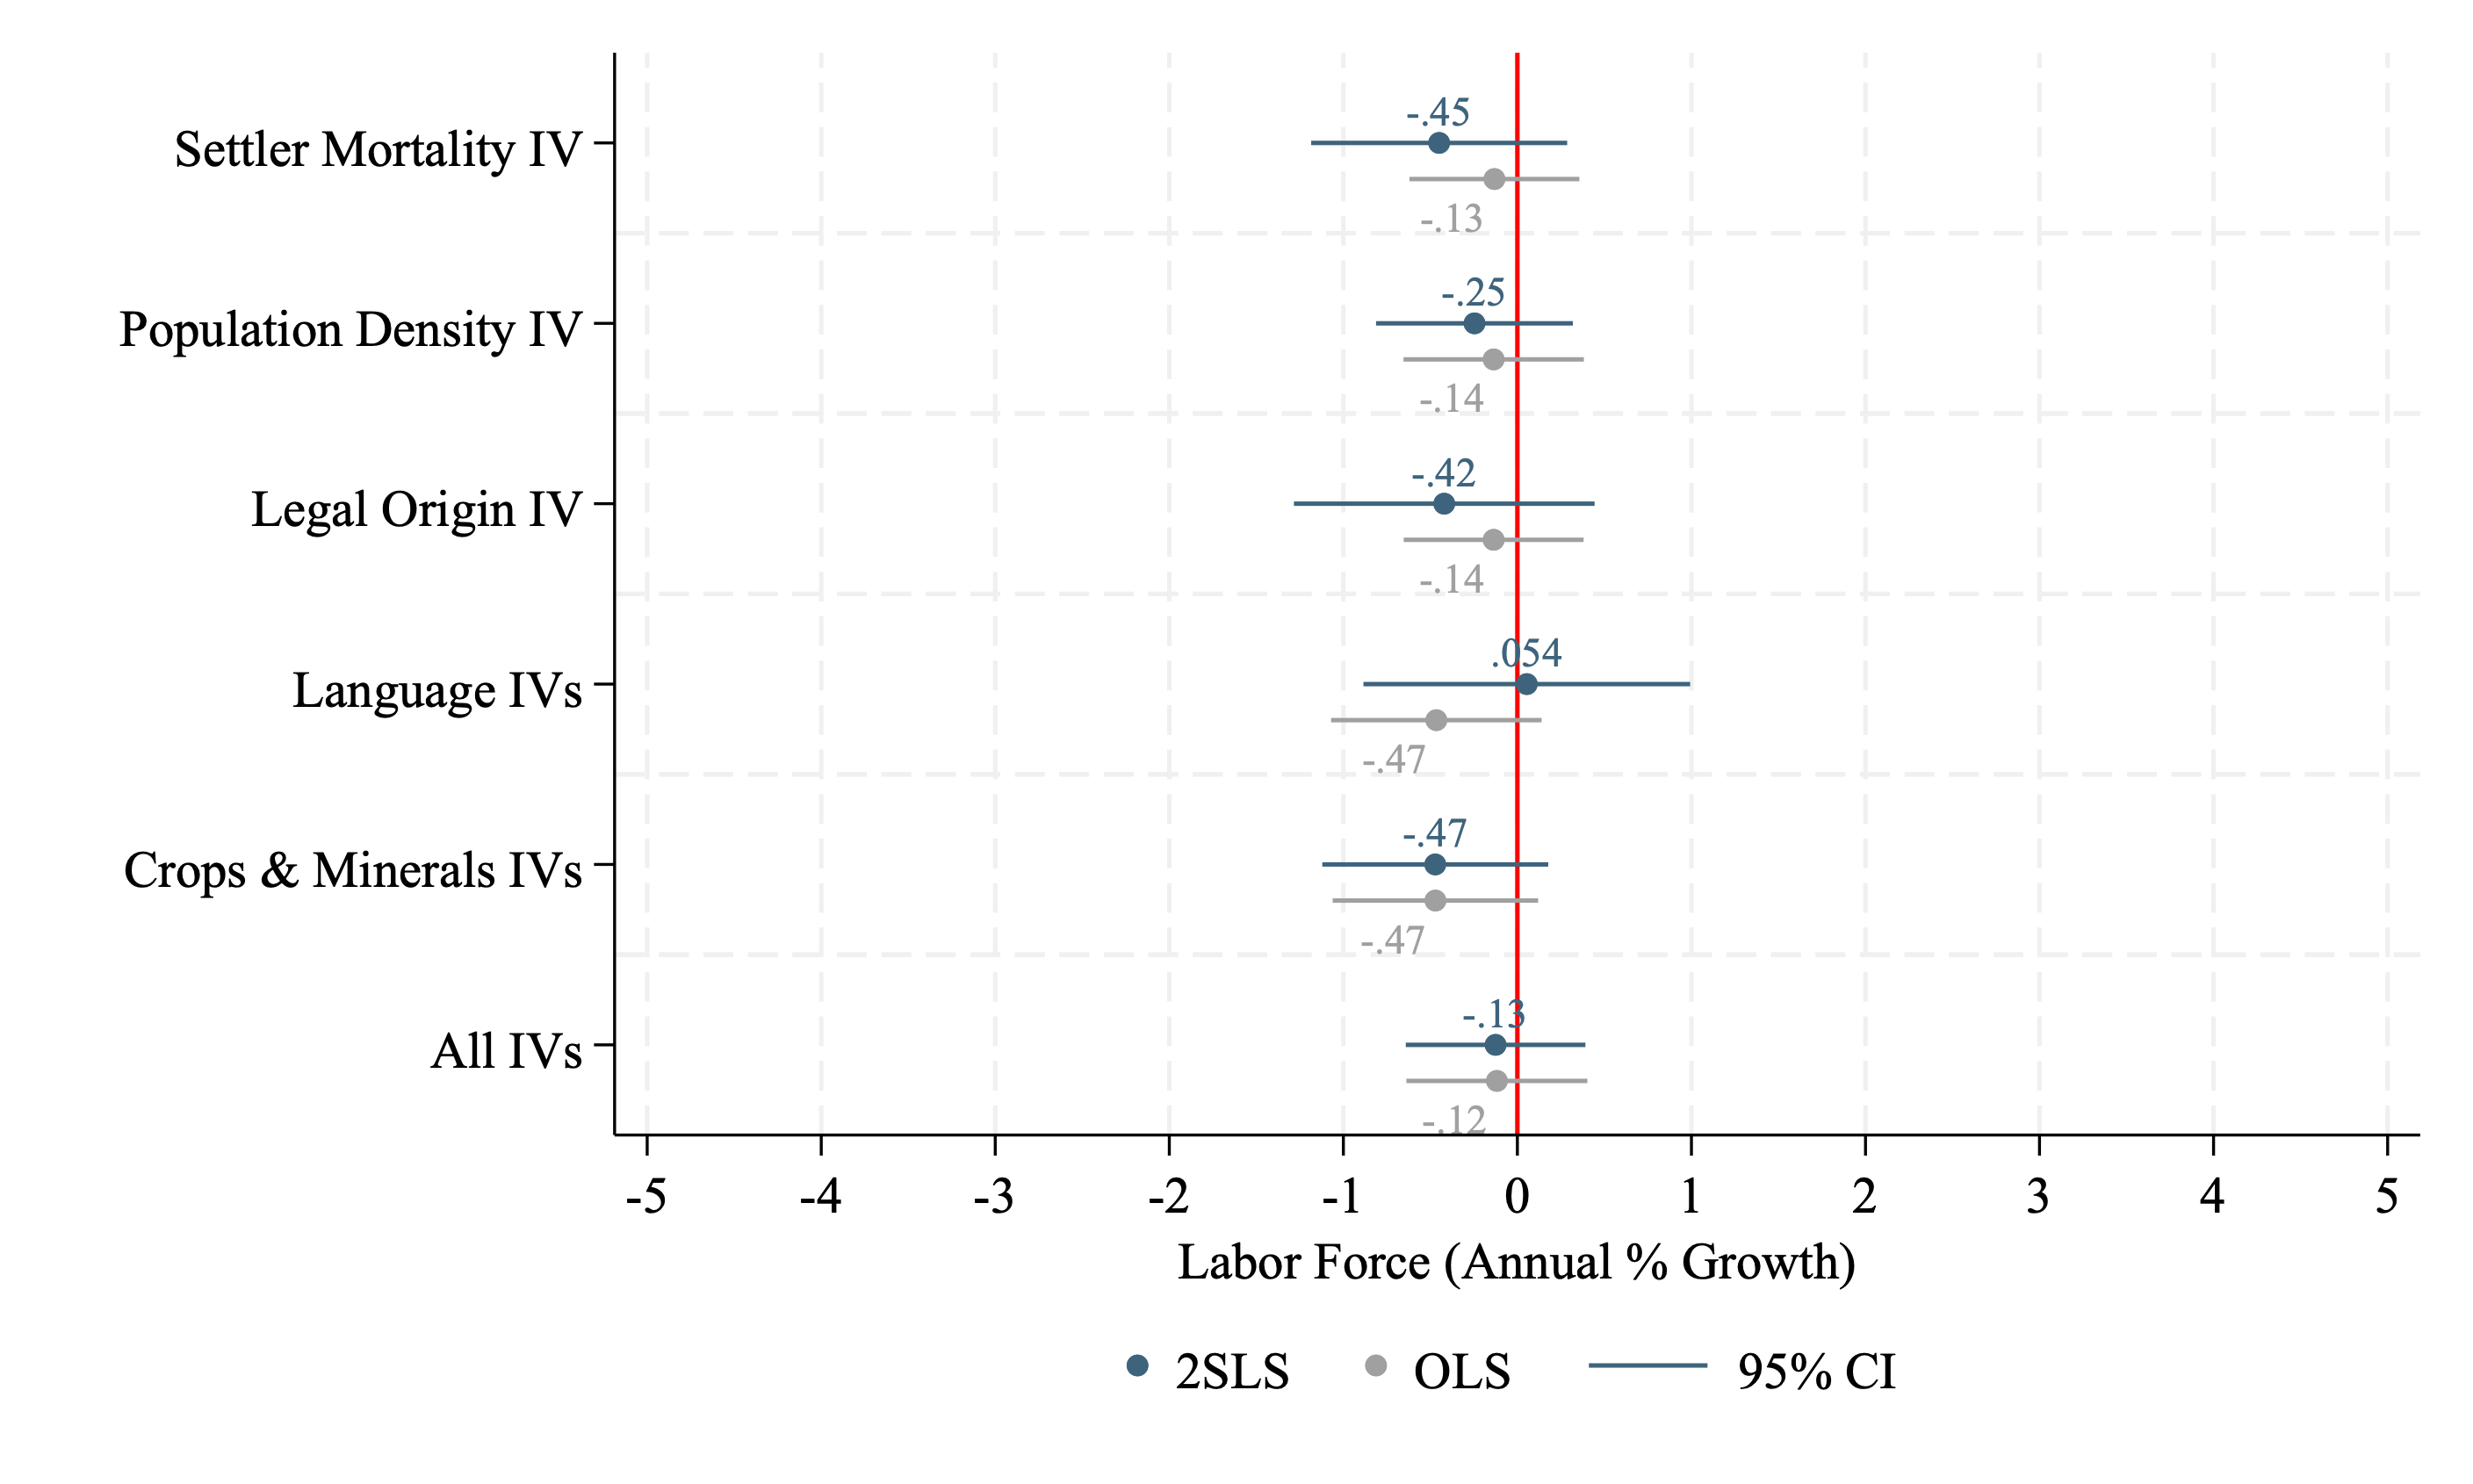 -.45
Settler Mortality IV
-.13
-.25
Population Density IV
-.14
-.42
Legal Origin IV
-.14
.054
Language IVs
-.47
-.47
Crops & Minerals IVs
-.47
-.13
All IVs
-.12
-5 -4 -3 -2 -1 0 1 2 3 4 5
Labor Force (Annual % Growth)
2SLS OLS 95% CI